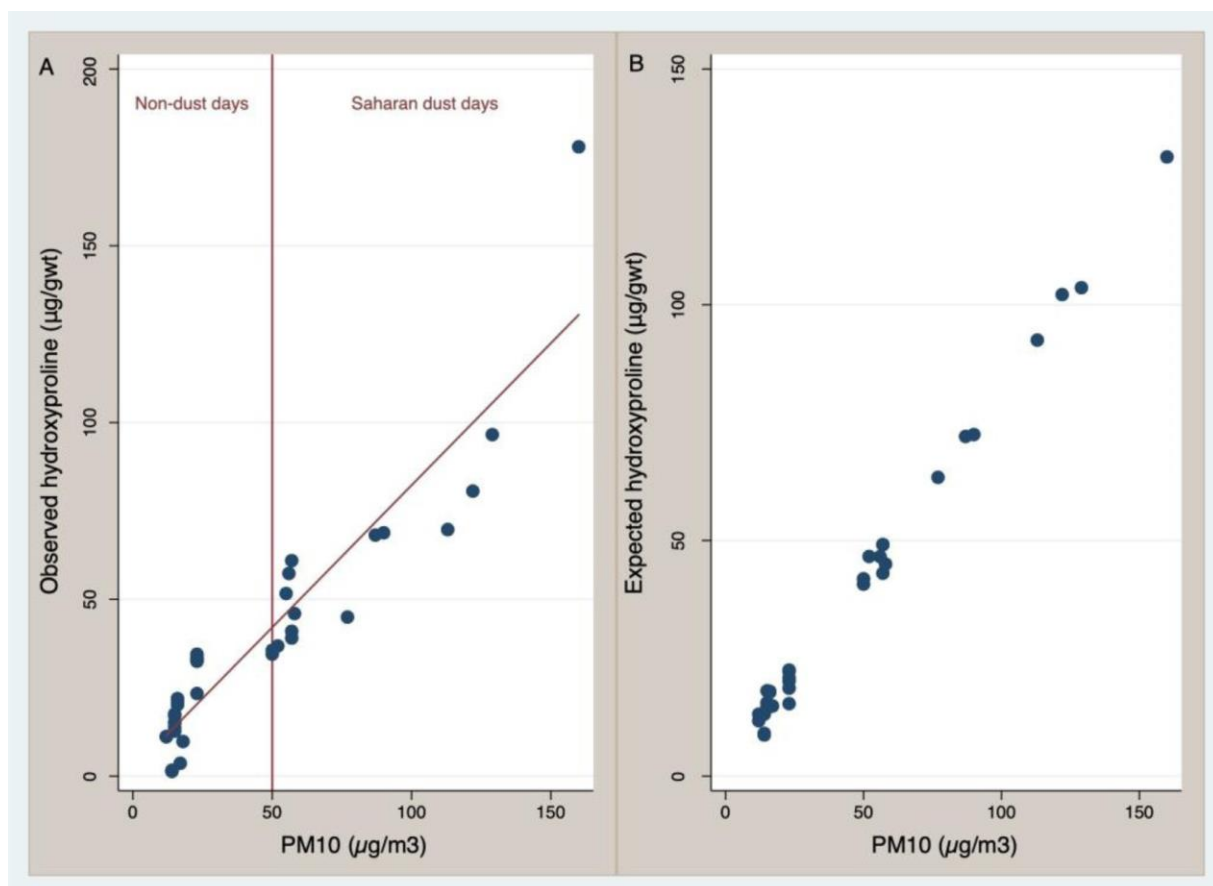 A
Non-dust days
Saharan dust days
200
150
100
50
0
Observed hydroxyproline (µg/gwt)
0
50
100
150
PM10 (µg/m3)
B
150
100
50
0
Expected hydroxyproline (µg/gwt)
0
50
100
150
PM10 (µg/m3)